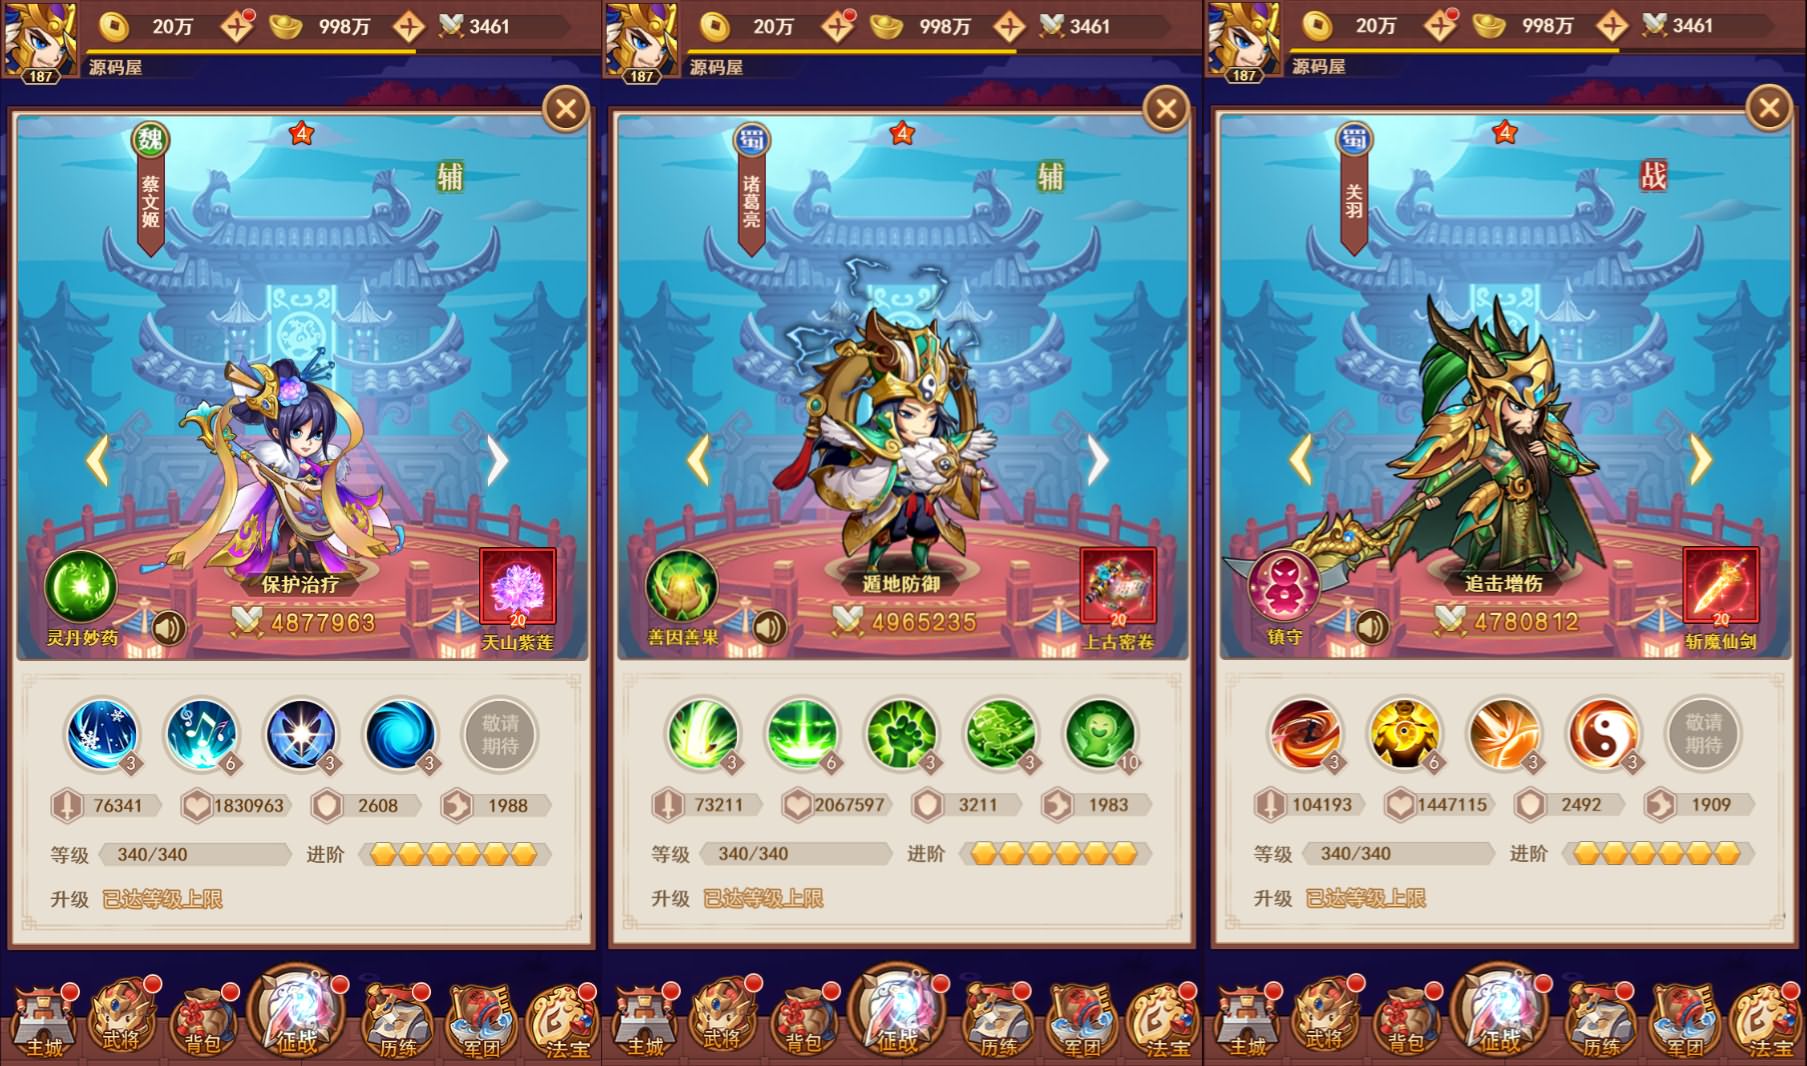 20万
998万
3461
187
源码屋
魏
蔡文姬
4
辅
保护治疗
4877963
灵丹妙药
20
天山紫莲
3
6
3
3
敬请
期待
76341
1830963
2608
1988
等级
340/340
进阶
升级
已达等级上限
主城
武将
背包
征战
历练
军团
法宝
20万
998万
3461
187
源码屋
蜀
诸葛亮
4
辅
遁地防御
4965235
善因善果
20
上古密卷
3
6
3
3
10
73211
2067597
3211
1983
等级
340/340
进阶
升级
已达等级上限
主城
武将
背包
征战
历练
军团
法宝
20万
998万
3461
187
源码屋
蜀
关羽
4
战
追击增伤
4780812
镇守
20
斩魔仙剑
3
6
3
3
敬请
期待
104193
1447115
2492
1909
等级
340/340
进阶
升级
已达等级上限
主城
武将
背包
征战
历练
军团
法宝